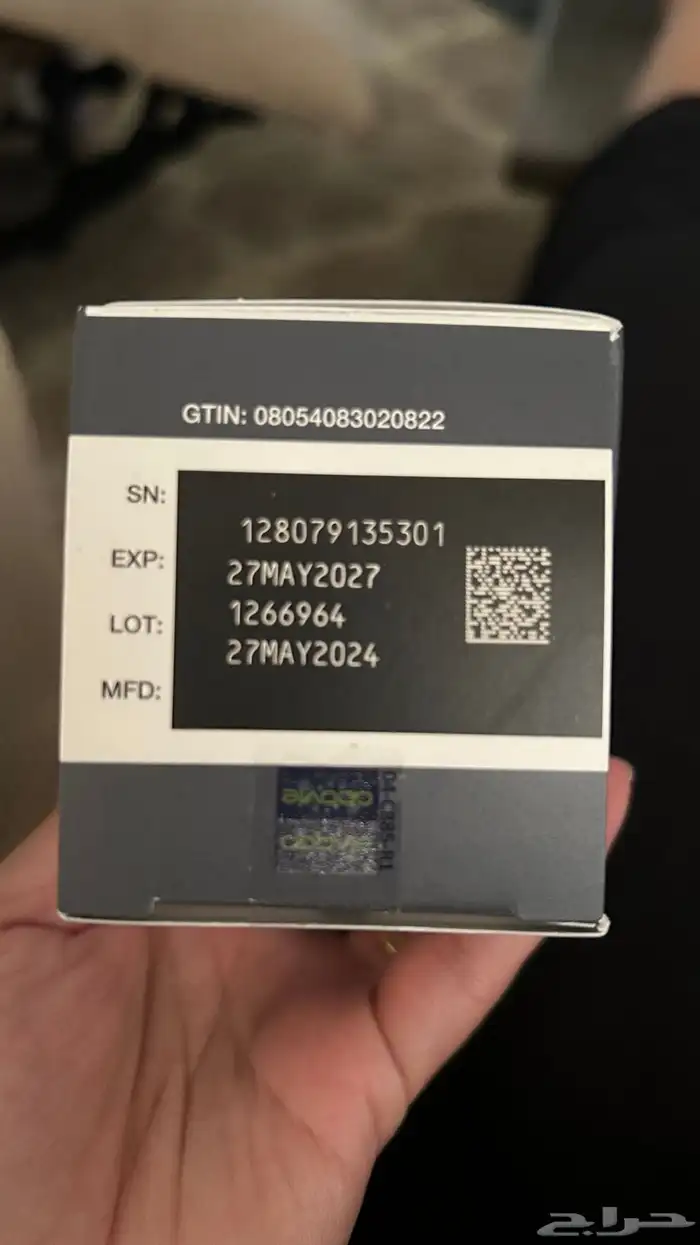 GTIN: 08054083020822
SN:
128079135301
EXP:
27MAY2027
LOT:
1266964
MFD:
27MAY2024
abbvie
abbvie
حراج